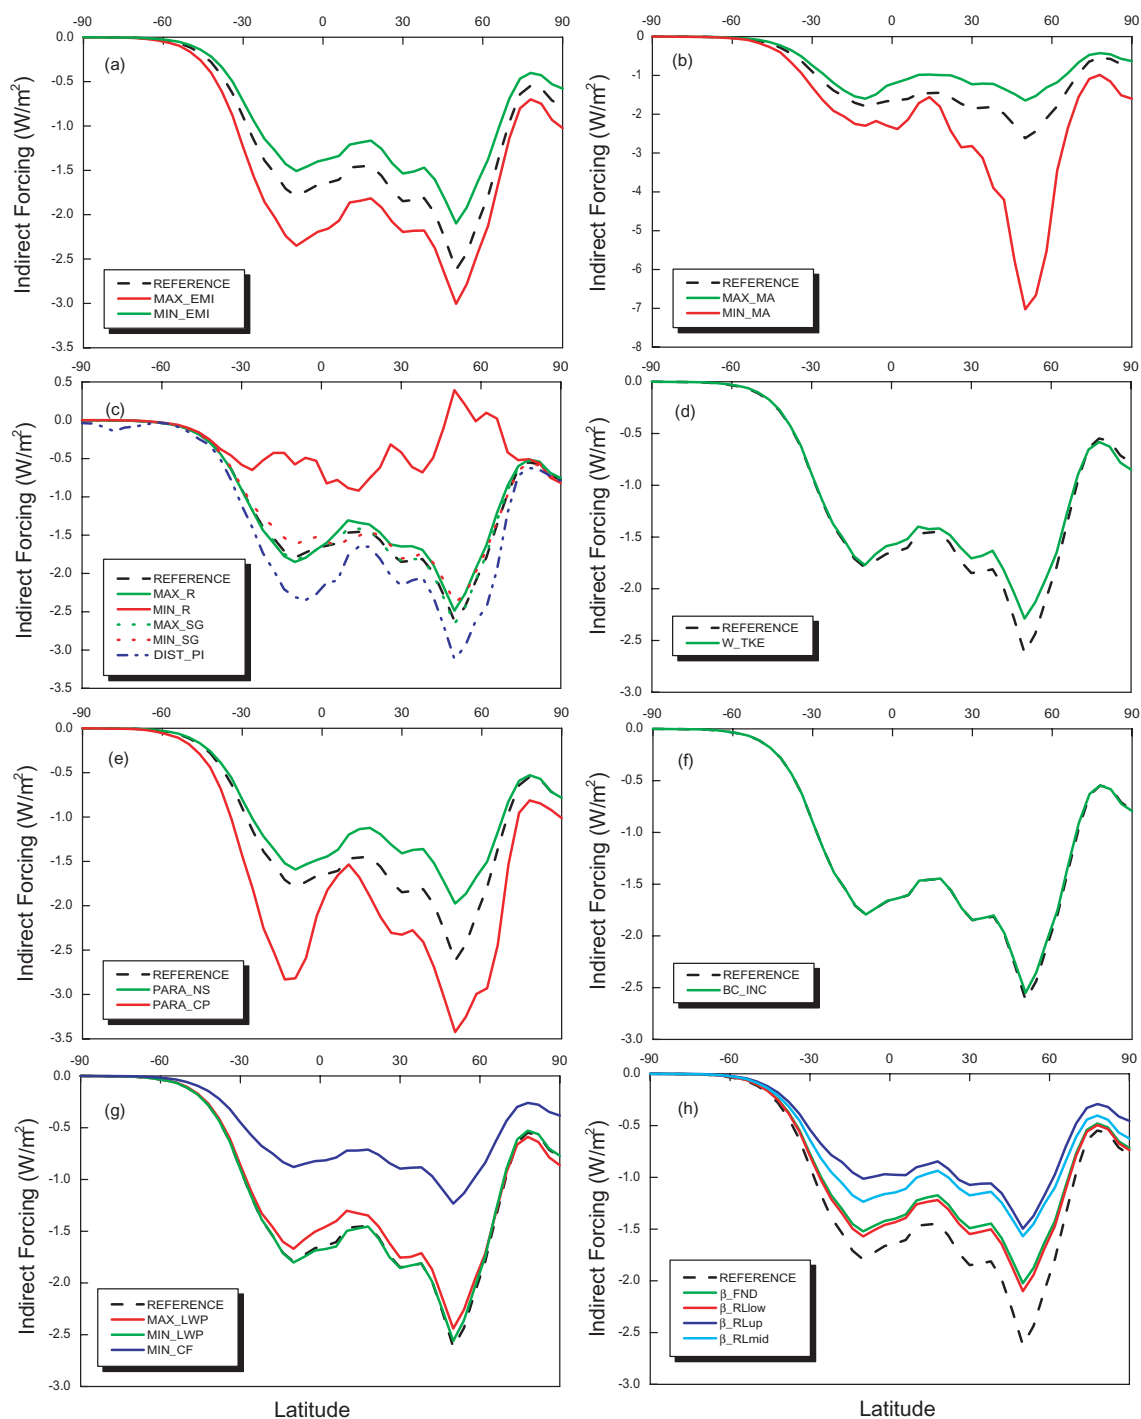 -90 -60 -30 0 30 60 90
0.0
-0.5
-1.0
-1.5
-2.0
-2.5
-3.0
-3.5
Indirect Forcing (W/m²)
(a)
REFERENCE
MAX_EMI
MIN_EMI
-90 -60 -30 0 30 60 90
0
-1
-2
-3
-4
-5
-6
-7
-8
Indirect Forcing (W/m²)
(b)
REFERENCE
MAX_MA
MIN_MA
-90 -60 -30 0 30 60 90
0.5
0.0
-0.5
-1.0
-1.5
-2.0
-2.5
-3.0
-3.5
Indirect Forcing (W/m²)
(c)
REFERENCE
MAX_R
MIN_R
MAX_SG
MIN_SG
DIST_PI
-90 -60 -30 0 30 60 90
0.0
-0.5
-1.0
-1.5
-2.0
-2.5
-3.0
Indirect Forcing (W/m²)
(d)
REFERENCE
W_TKE
-90 -60 -30 0 30 60 90
0.0
-0.5
-1.0
-1.5
-2.0
-2.5
-3.0
-3.5
Indirect Forcing (W/m²)
(e)
REFERENCE
PARA_NS
PARA_CP
-90 -60 -30 0 30 60 90
0.0
-0.5
-1.0
-1.5
-2.0
-2.5
-3.0
Indirect Forcing (W/m²)
(f)
REFERENCE
BC_INC
-90 -60 -30 0 30 60 90
0.0
-0.5
-1.0
-1.5
-2.0
-2.5
-3.0
Indirect Forcing (W/m²)
(g)
REFERENCE
MAX_LWP
MIN_LWP
MIN_CF
Latitude
-90 -60 -30 0 30 60 90
0.0
-0.5
-1.0
-1.5
-2.0
-2.5
-3.0
Indirect Forcing (W/m²)
(h)
REFERENCE
β_FND
β_RLlow
β_RLup
β_RLmid
Latitude